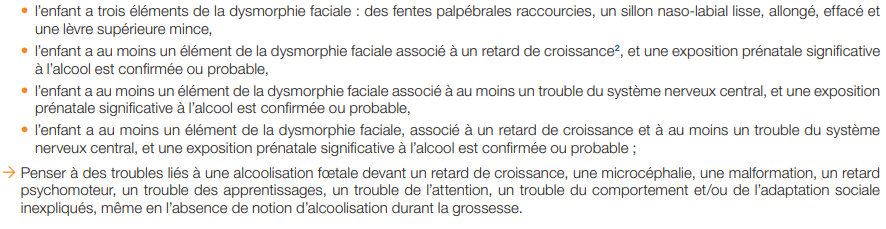 • l'enfant a trois éléments de la dysmorphie faciale : des fentes palpébrales raccourcies, un sillon naso-labial lisse, allongé, effacé et
une lèvre supérieure mince,
• l'enfant a au moins un élément de la dysmorphie faciale associé à un retard de croissance², et une exposition prénatale significative
à l'alcool est confirmée ou probable,
• l'enfant a au moins un élément de la dysmorphie faciale associé à au moins un trouble du système nerveux central, et une exposition
prénatale significative à l'alcool est confirmée ou probable,
• l'enfant a au moins un élément de la dysmorphie faciale, associé à un retard de croissance et à au moins un trouble du système
nerveux central, et une exposition prénatale significative à l'alcool est confirmée ou probable ;
→ Penser à des troubles liés à une alcoolisation fœtale devant un retard de croissance, une microcéphalie, une malformation, un retard
psychomoteur, un trouble des apprentissages, un trouble de l'attention, un trouble du comportement et/ou de l'adaptation sociale
inexpliqués, même en l'absence de notion d'alcoolisation durant la grossesse.